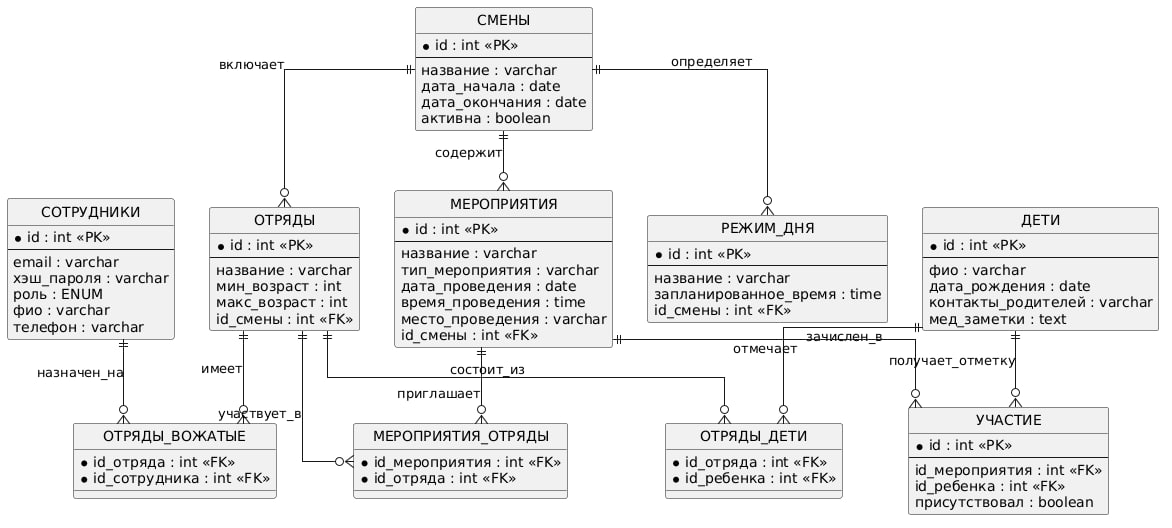 СМЕНЫ
* id : int «PK»
название : varchar
дата_начала : date
дата_окончания : date
активна : boolean
включает
определяет
содержит
СОТРУДНИКИ
* id : int «PK»
email : varchar
хэш_пароля : varchar
роль : ENUM
фио : varchar
телефон : varchar
ОТРЯДЫ
* id : int «PK»
название : varchar
мин_возраст : int
макс_возраст : int
id_смены : int «FK»
МЕРОПРИЯТИЯ
* id : int «PK»
название : varchar
тип_мероприятия : varchar
дата_проведения : date
время_проведения : time
место_проведения : varchar
id_смены : int «FK»
РЕЖИМ_ДНЯ
* id : int «PK»
название : varchar
запланированное_время : time
id_смены : int «FK»
ДЕТИ
* id : int «PK»
фио : varchar
дата_рождения : date
контакты_родителей : varchar
мед_заметки : text
назначен_на
имеет
участвует_в
состоит_из
приглашает
отмечает
зачислен_в
получает_отметку
ОТРЯДЫ_ВОЖАТЫЕ
* id_отряда : int «FK»
* id_сотрудника : int «FK»
МЕРОПРИЯТИЯ_ОТРЯДЫ
* id_мероприятия : int «FK»
* id_отряда : int «FK»
ОТРЯДЫ_ДЕТИ
* id_отряда : int «FK»
* id_ребенка : int «FK»
УЧАСТИЕ
* id : int «PK»
id_мероприятия : int «FK»
id_ребенка : int «FK»
присутствовал : boolean